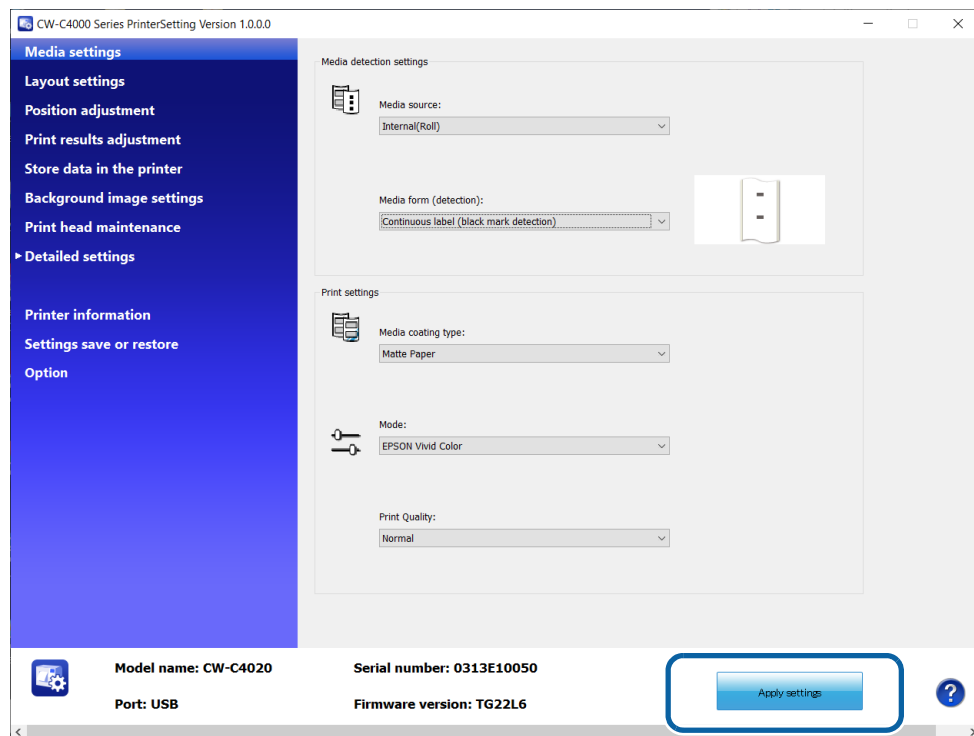 CW-C4000 Series PrinterSetting Version 1.0.0.0
Media settings
Layout settings
Position adjustment
Print results adjustment
Store data in the printer
Background image settings
Print head maintenance
Detailed settings
Printer information
Settings save or restore
Option
Media detection settings
Media source:
Internal(Roll)
Media form (detection):
Continuous label (black mark detection)
Print settings
Media coating type:
Matte Paper
Mode:
EPSON Vivid Color
Print Quality:
Normal
Model name: CW-C4020
Serial number: 0313E10050
Port: USB
Firmware version: TG22L6
Apply settings
?